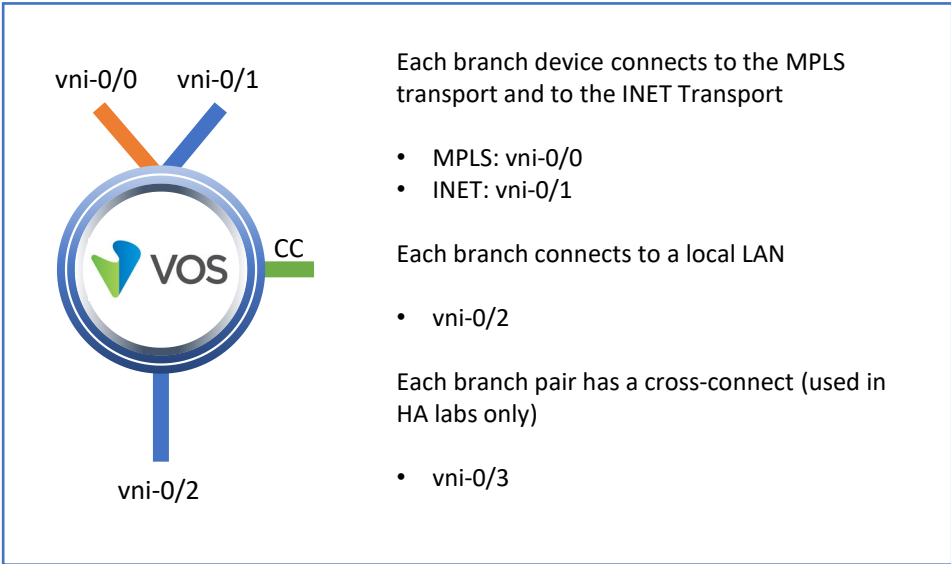 vni-0/0
vni-0/1
VOS
CC
vni-0/2
Each branch device connects to the MPLS
transport and to the INET Transport
• MPLS: vni-0/0
• INET: vni-0/1
Each branch connects to a local LAN
• vni-0/2
Each branch pair has a cross-connect (used in
HA labs only)
• vni-0/3